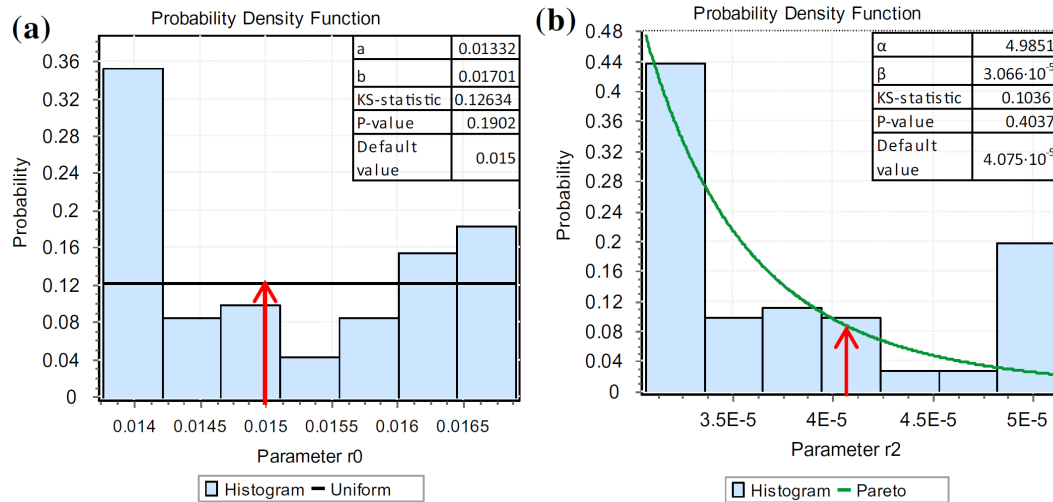 (a)
Probability Density Function
a 0.01332
b 0.01701
KS-statistic 0.12634
P-value 0.1902
Default value 0.015
Probability
0.36
0.32
0.28
0.24
0.2
0.16
0.12
0.08
0.04
0
0.014 0.0145 0.015 0.0155 0.016 0.0165
Parameter r0
Histogram Uniform
(b)
Probability Density Function
α 4.9851
β 3.066·10⁻⁵
KS-statistic 0.1036
P-value 0.4037
Default value 4.075·10⁻⁵
Probability
0.48
0.44
0.4
0.36
0.32
0.28
0.24
0.2
0.16
0.12
0.08
0.04
0
3.5E-5 4E-5 4.5E-5 5E-5
Parameter r2
Histogram Pareto